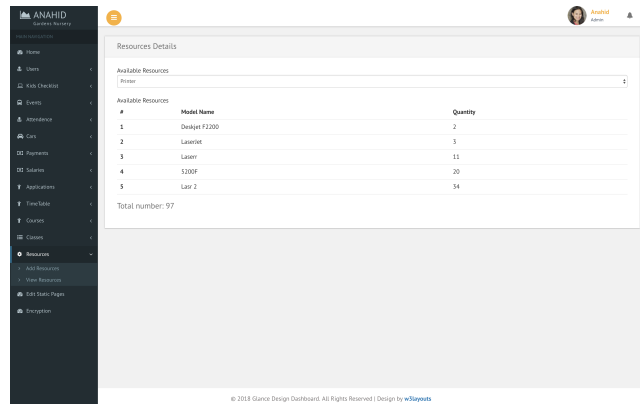 ANAHID
Gardens Nursery
MAIN NAVIGATION
Home
Users
Kids Checklist
Events
Attendence
Cars
Payments
Salaries
Applications
TimeTable
Courses
Classes
Resources
Add Resources
View Resources
Edit Static Pages
Encryption
Anahid
Admin
Resources Details
Available Resources
Printer
Available Resources
# Model Name Quantity
1 Deskjet F2200 2
2 LaserJet 3
3 Laserr 11
4 5200F 20
5 Lasr 2 34
Total number: 97
© 2018 Glance Design Dashboard. All Rights Reserved | Design by w3layouts